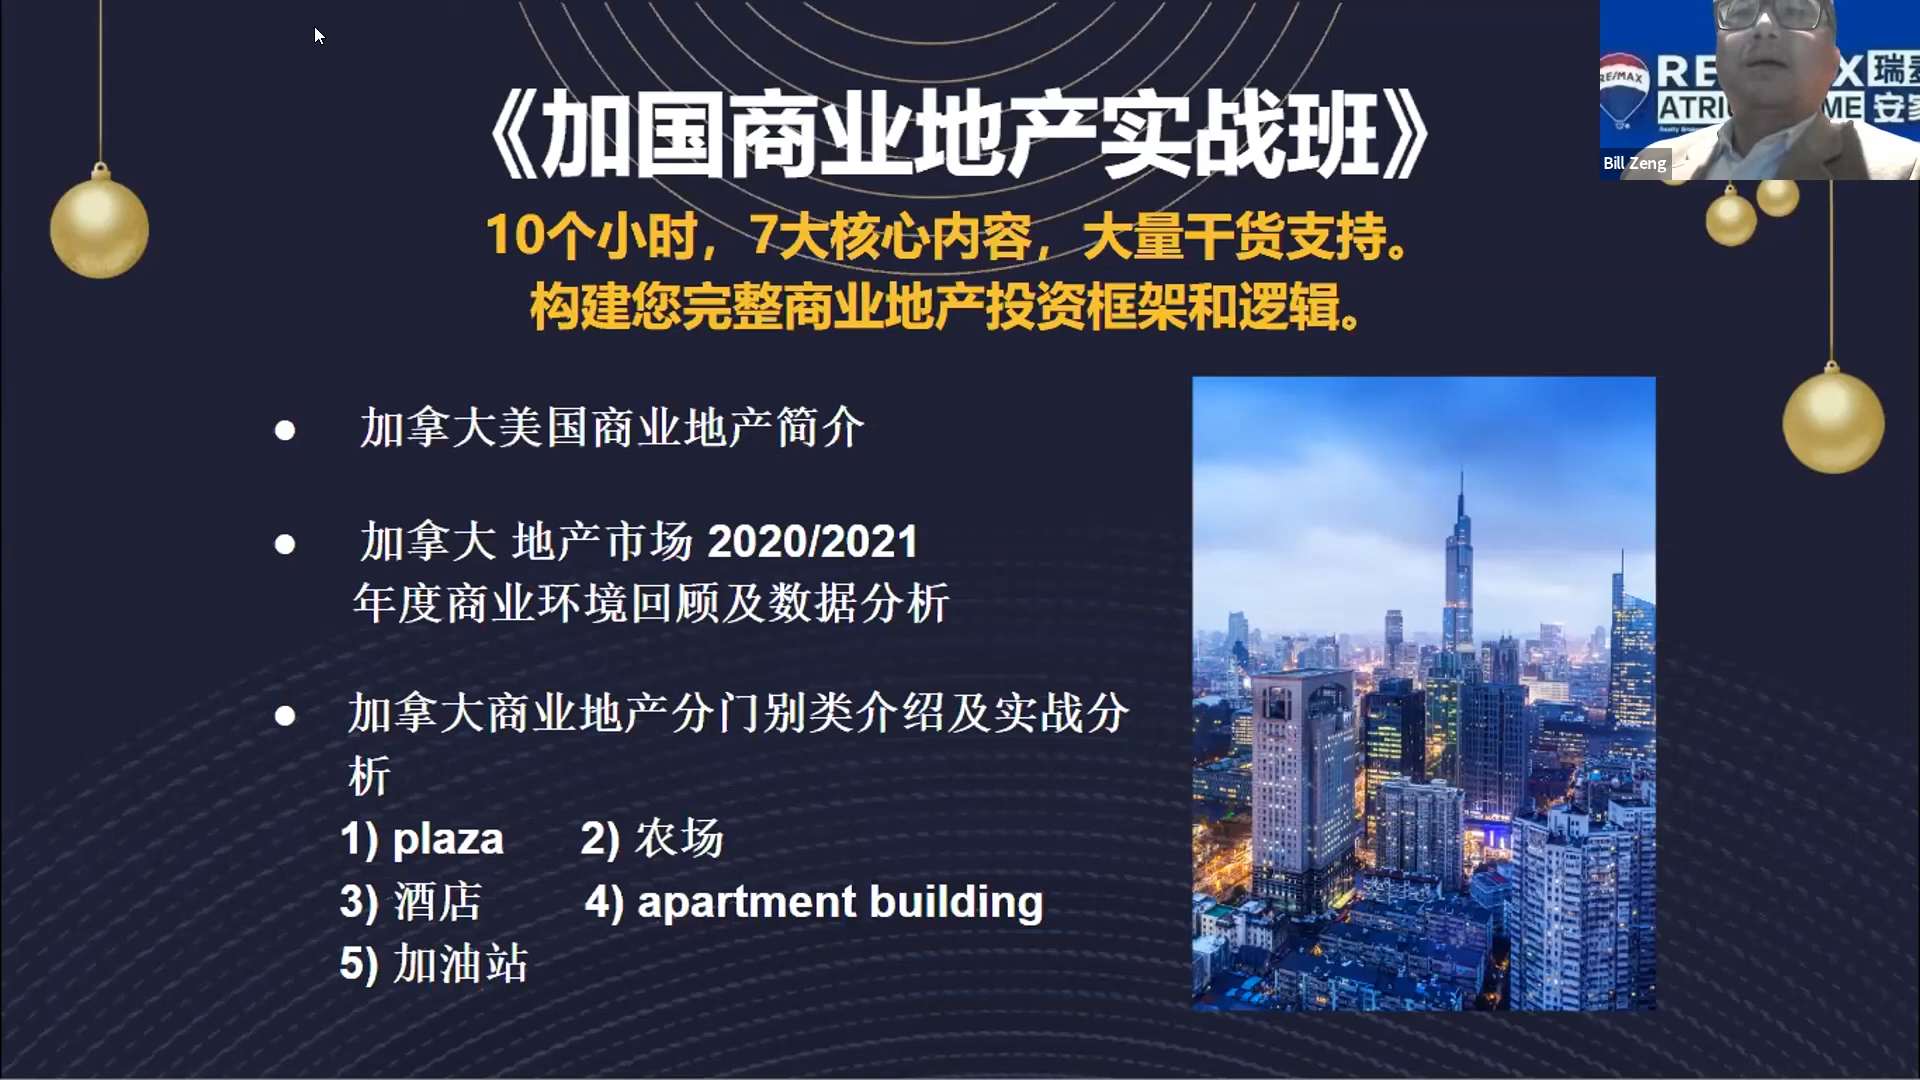 《加国商业地产实战班》
10个小时，7大核心内容，大量干货支持。
构建您完整商业地产投资框架和逻辑。
● 加拿大美国商业地产简介
● 加拿大 地产市场 2020/2021
年度商业环境回顾及数据分析
● 加拿大商业地产分门别类介绍及实战分
析
1) plaza 2) 农场
3) 酒店 4) apartment building
5) 加油站
RE/MAX
瑞
安家
Bill Zeng